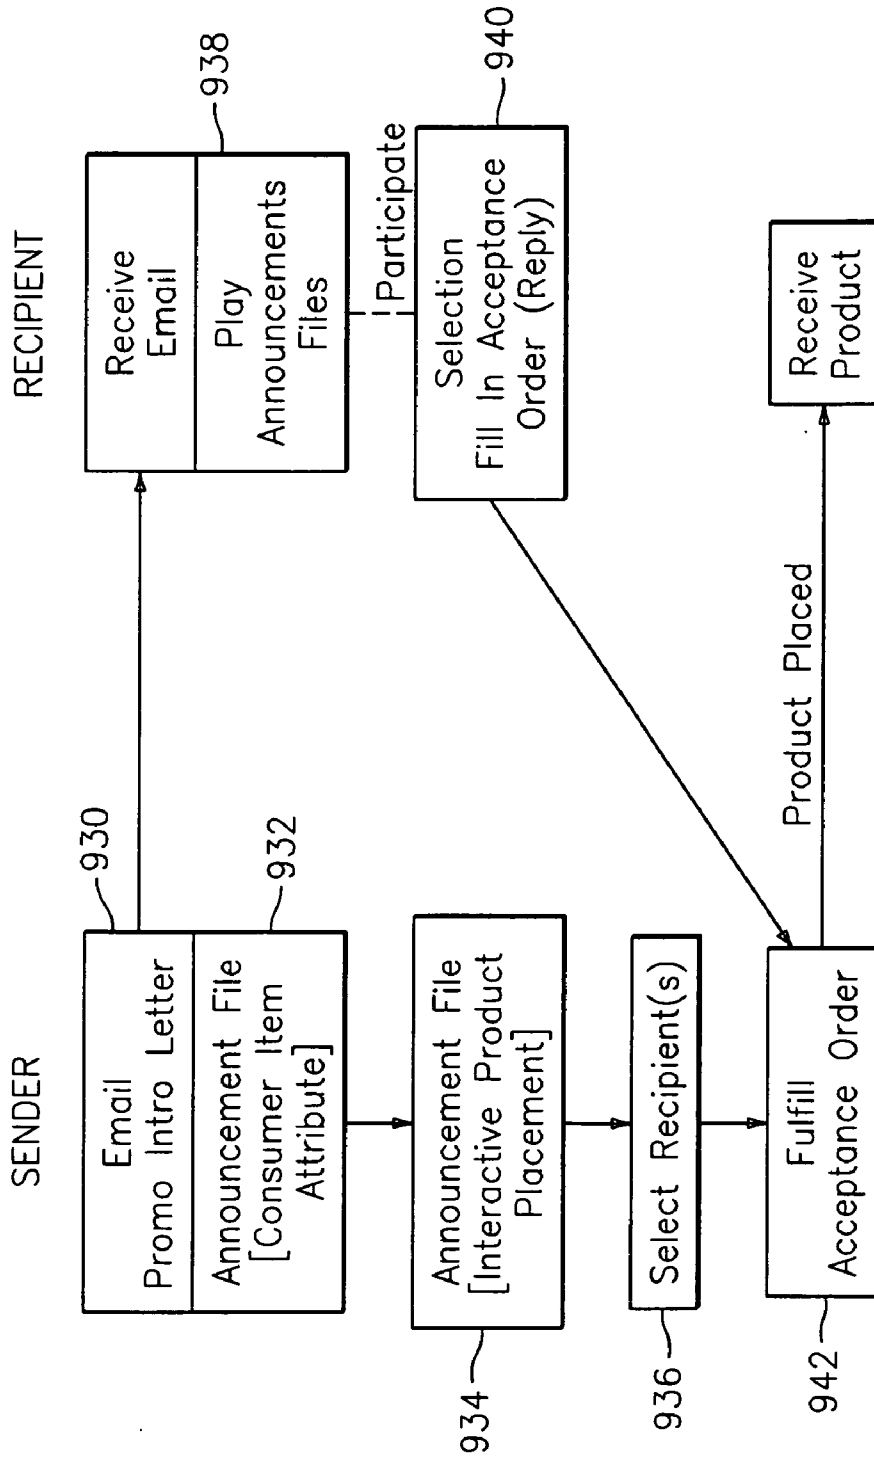 SENDER
RECIPIENT
930
Email
Promo Intro Letter
932
Announcement File
[Consumer Item
Attribute]
Receive
Email
938
Play
Announcements
Files
Participate
934
Announcement File
[Interactive Product
Placement]
940
Selection
Fill In Acceptance
Order (Reply)
936
Select Recipient(s)
942
Fulfill
Acceptance Order
Product Placed
Receive
Product